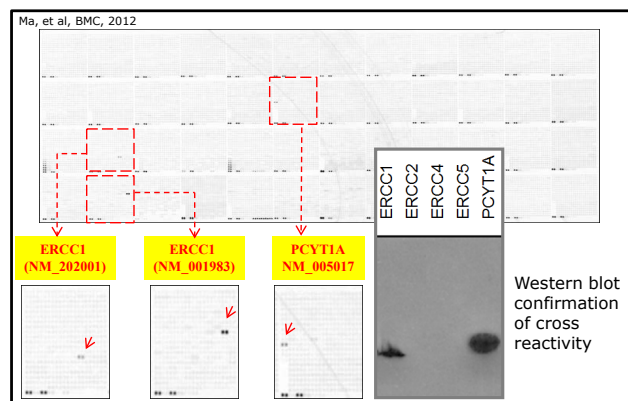 Ma, et al, BMC, 2012
ERCC1
ERCC2
ERCC4
ERCC5
PCYT1A
ERCC1
(NM_202001)
ERCC1
(NM_001983)
PCYT1A
NM_005017
Western blot
confirmation
of cross
reactivity